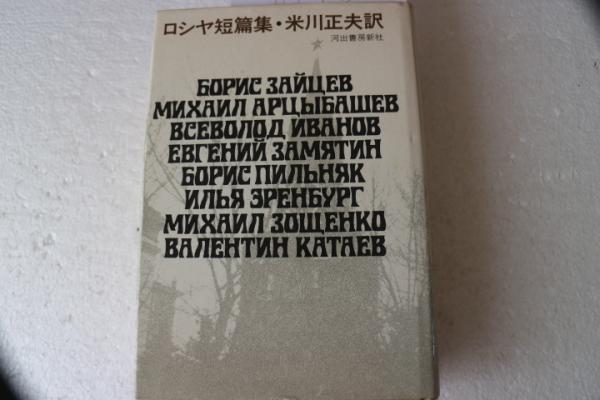 ロシヤ短篇集・米川正夫訳
河出書房新社
БОРИС ЗАЙЦЕВ
МИХАИЛ АРЦЫБАШЕВ
ВСЕВОЛОД ИВАНОВ
ЕВГЕНИЙ ЗАМЯТИН
БОРИС ПИЛЬНЯК
ИЛЬЯ ЭРЕНБУРГ
МИХАИЛ ЗОЩЕНКО
ВАЛЕНТИН КАТАЕВ